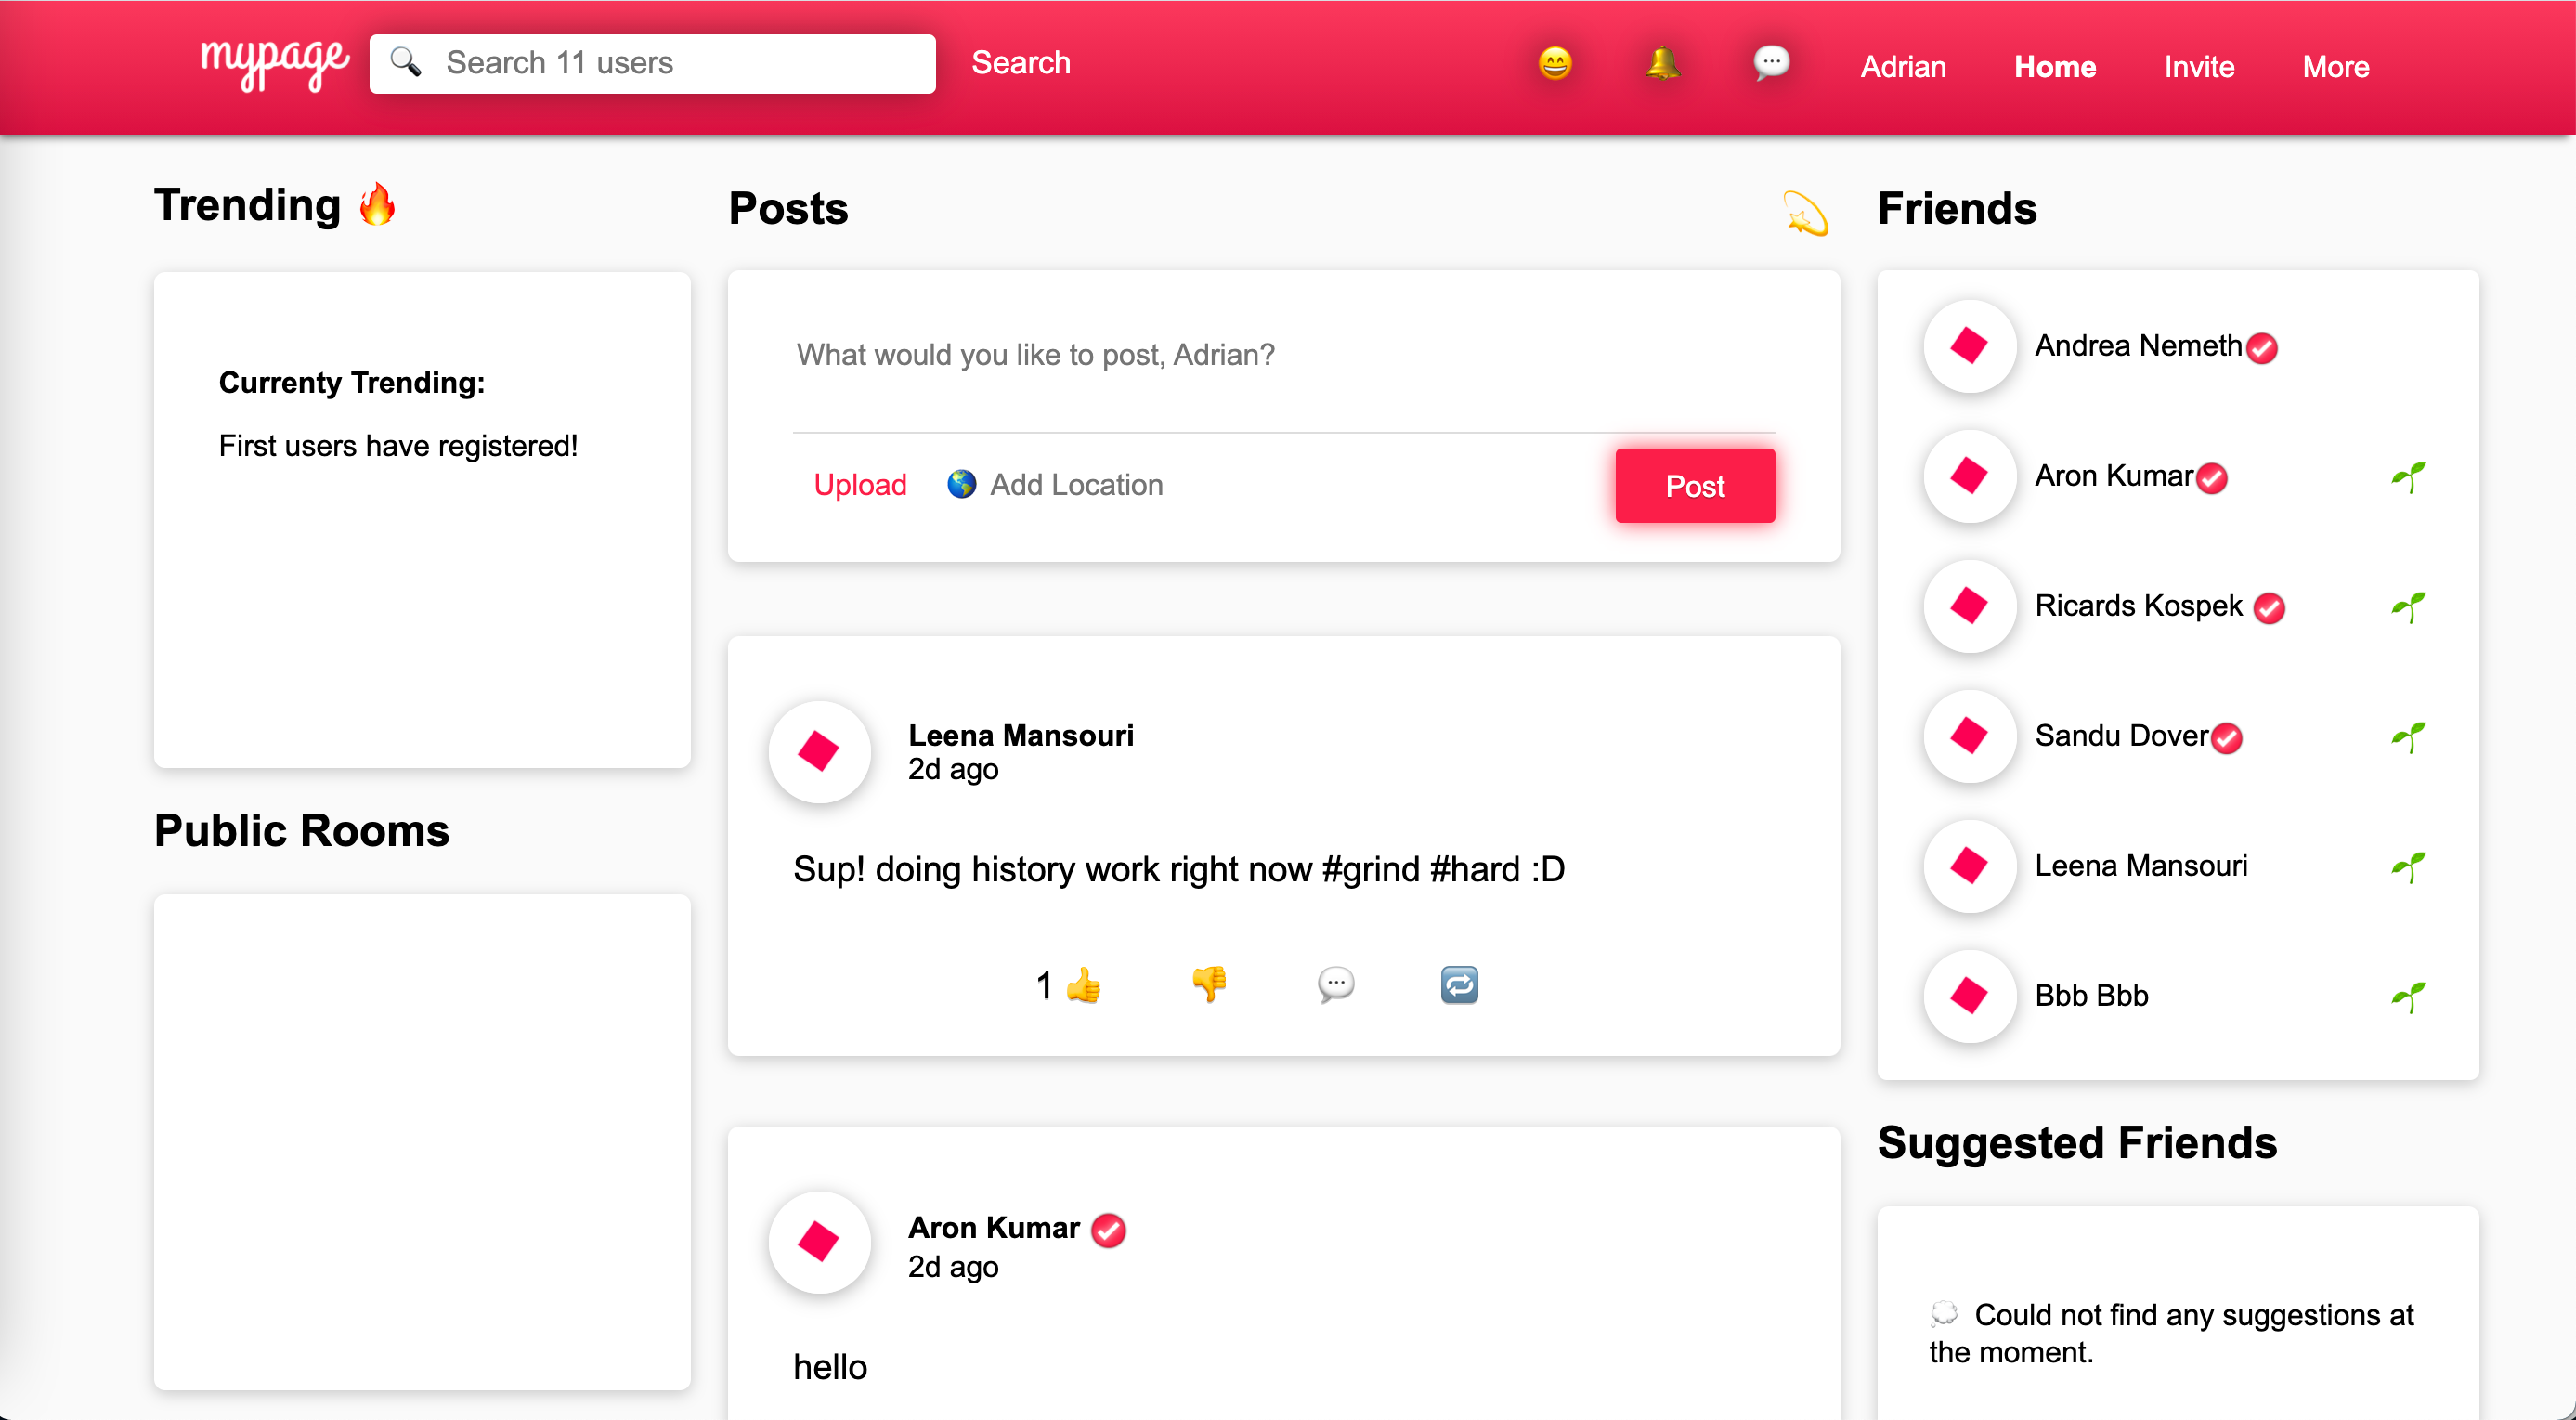 mypage
Search 11 users
Search
Adrian
Home
Invite
More
Trending
Currenty Trending:
First users have registered!
Public Rooms
Posts
What would you like to post, Adrian?
Upload
Add Location
Post
Leena Mansouri
2d ago
Sup! doing history work right now #grind #hard :D
1
Aron Kumar
2d ago
hello
Friends
Andrea Nemeth
Aron Kumar
Ricards Kospek
Sandu Dover
Leena Mansouri
Bbb Bbb
Suggested Friends
Could not find any suggestions at
the moment.